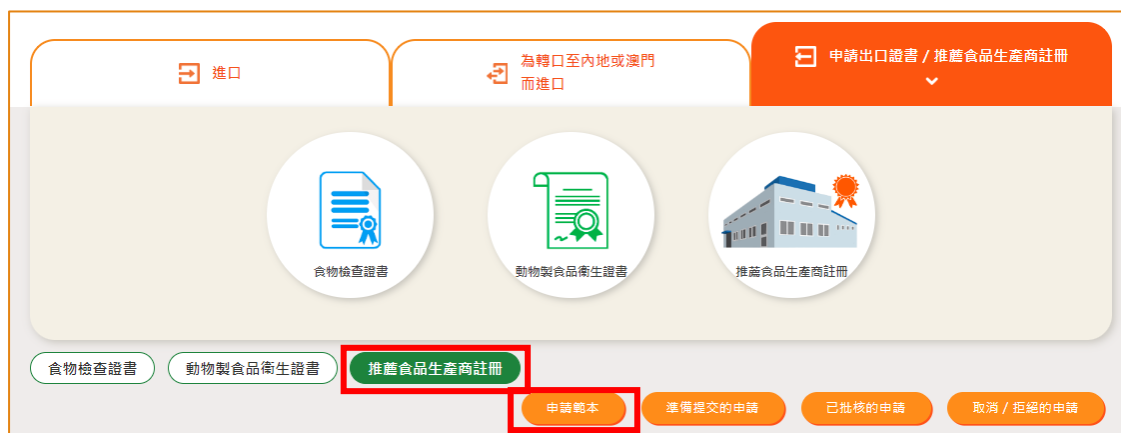 進口
為轉口至內地或澳門
而進口
申請出口證書 / 推薦食品生產商註冊
食物檢查證書
動物製食品衞生證書
推薦食品生產商註冊
食物檢查證書
動物製食品衞生證書
推薦食品生產商註冊
申請範本
準備提交的申請
已批核的申請
取消 / 拒絕的申請